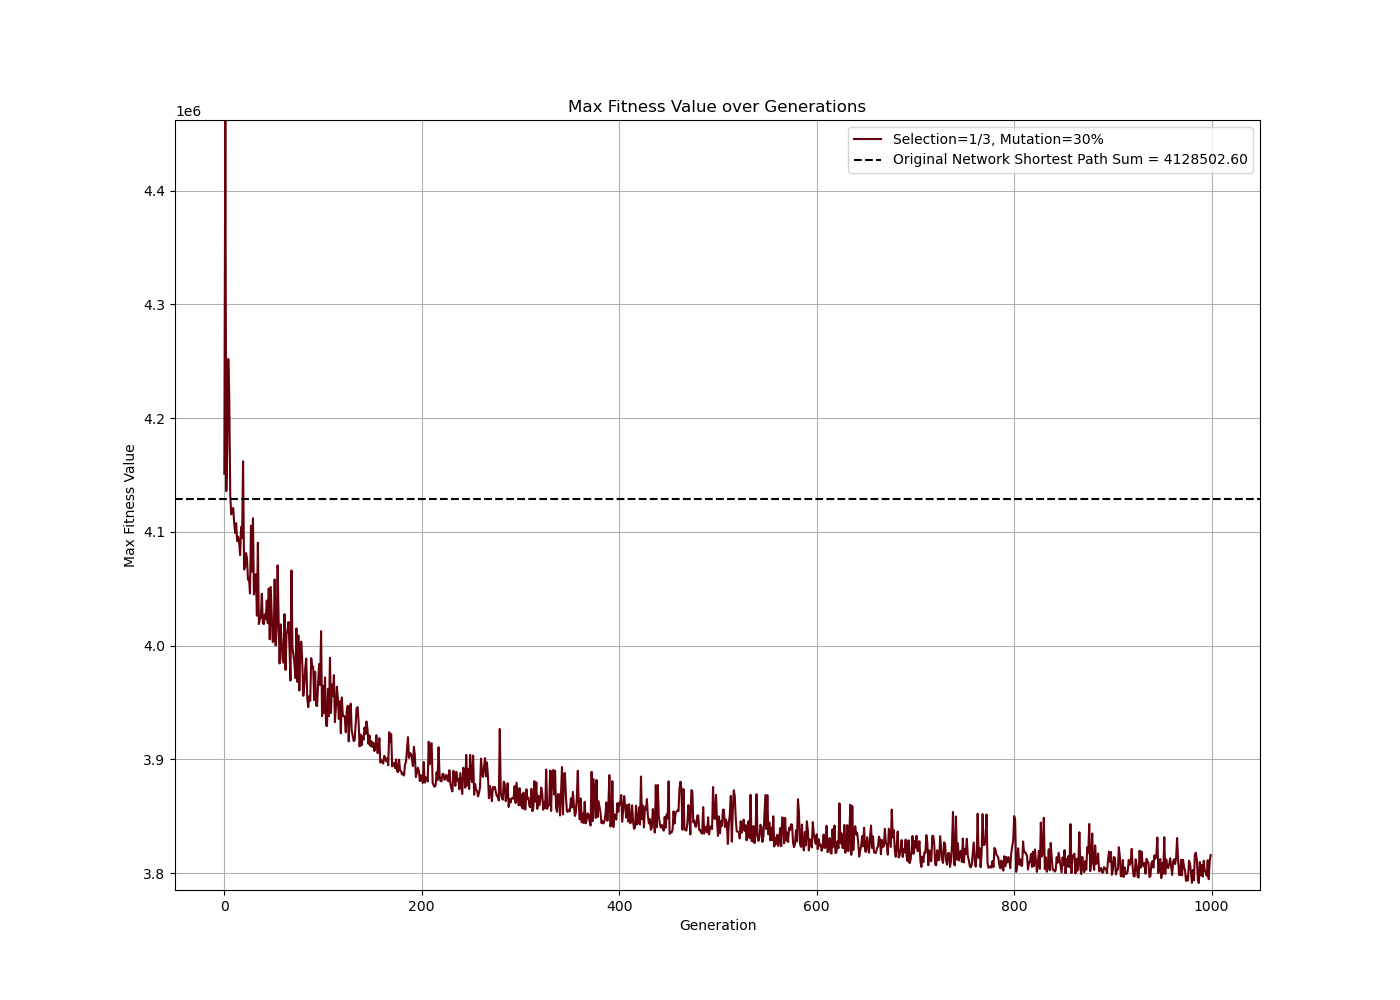 Max Fitness Value over Generations
1e6
Selection=1/3, Mutation=30%
Original Network Shortest Path Sum = 4128502.60
4.4
4.3
4.2
4.1
4.0
3.9
3.8
Max Fitness Value
0 200 400 600 800 1000
Generation